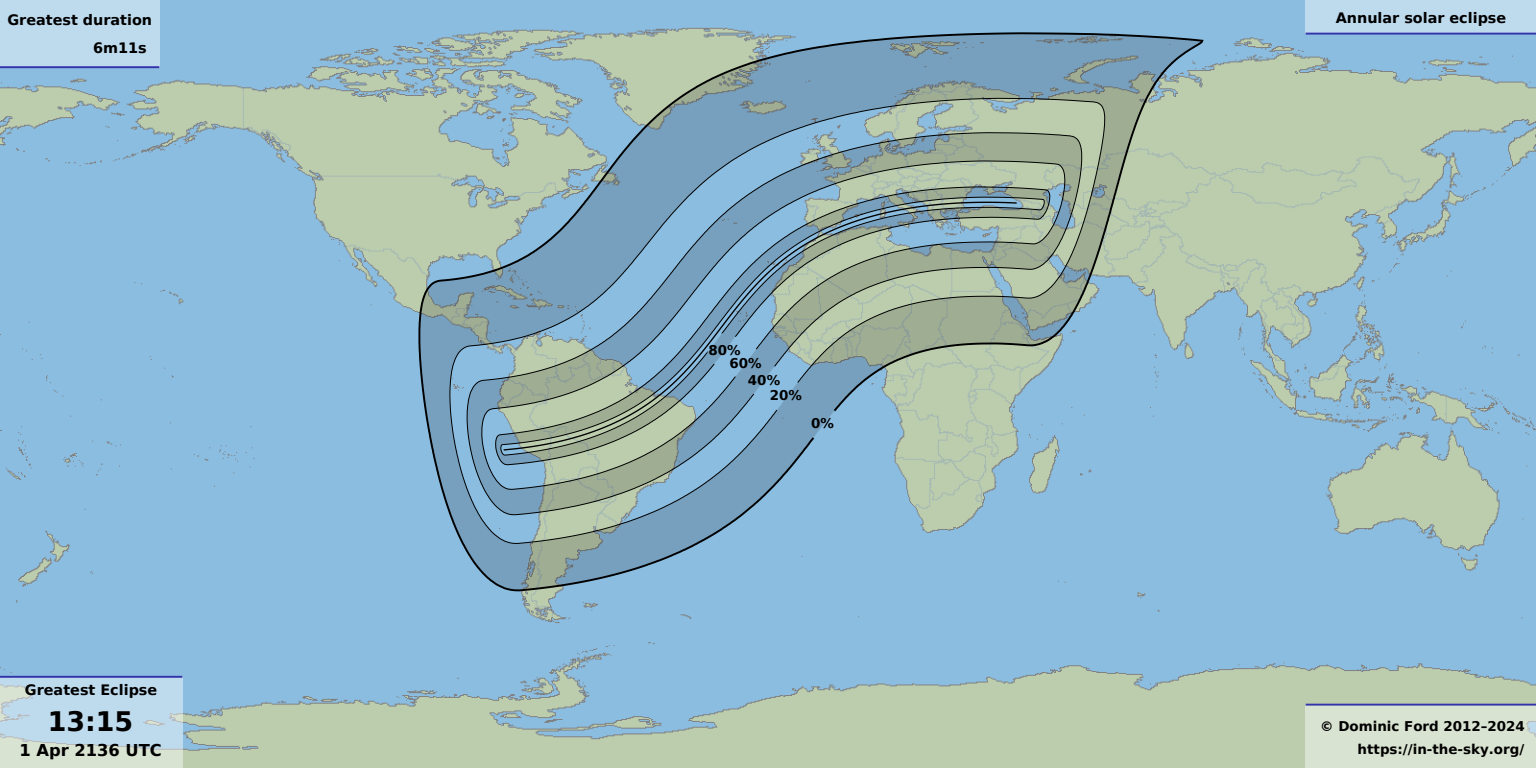 Greatest duration
6m11s
Annular solar eclipse
80%
60%
40%
20%
0%
Greatest Eclipse
13:15
1 Apr 2136 UTC
© Dominic Ford 2012–2024
https://in-the-sky.org/